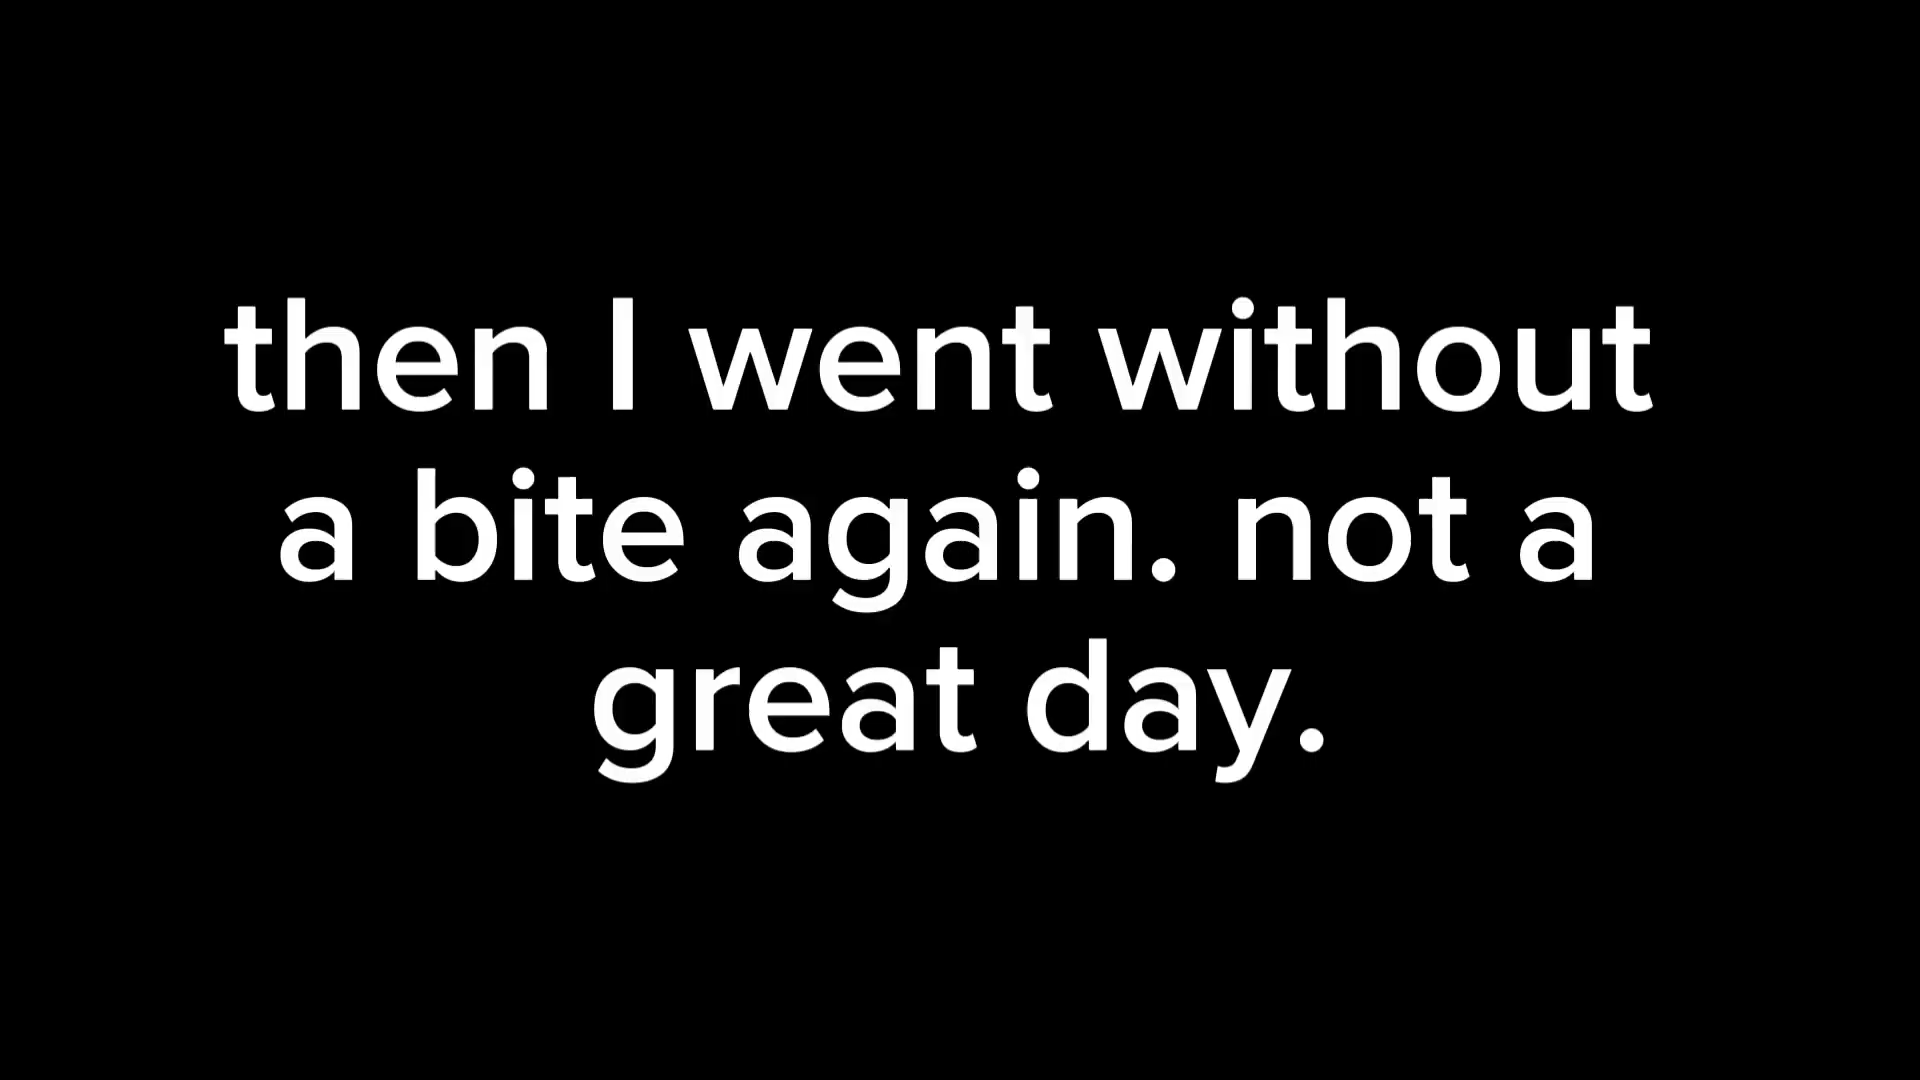 then I went without
a bite again. not a
great day.